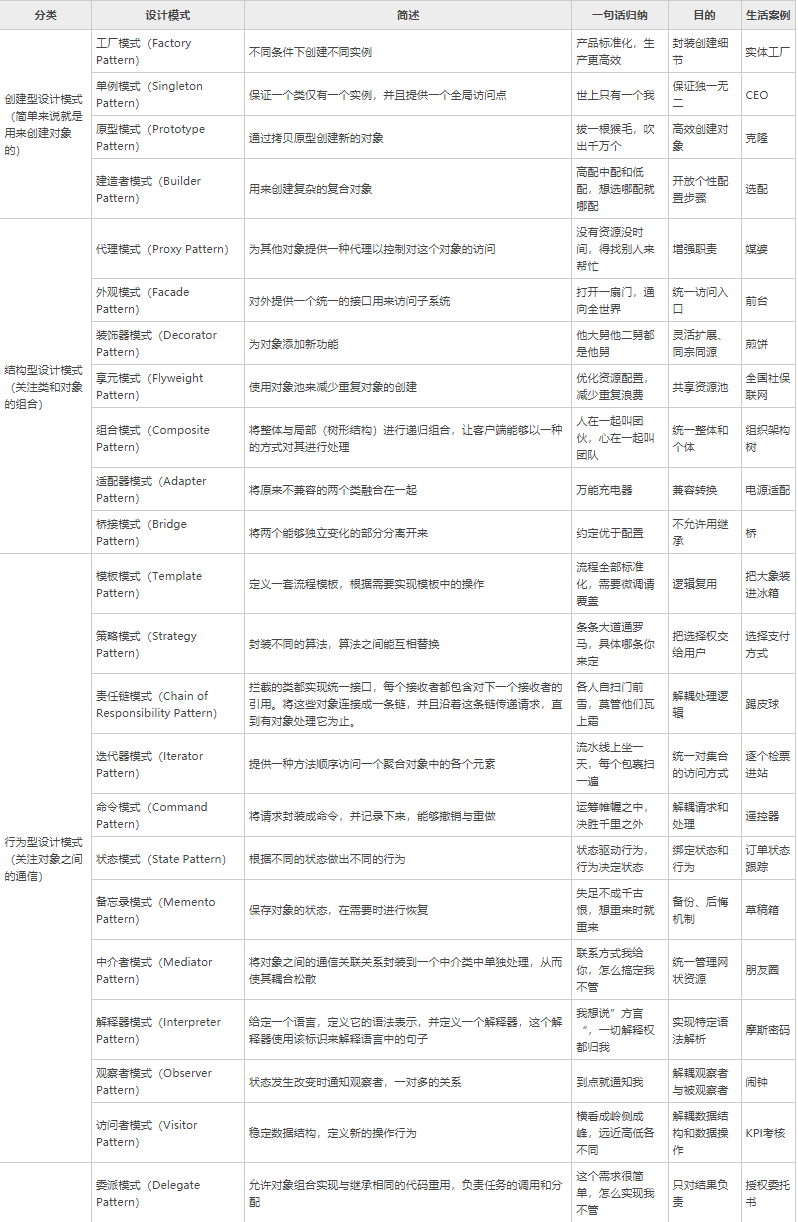 分类 设计模式 简述 一句话归纳 目的 生活案例
创建型设计模式
（简单来说就是
用来创建对象
的）
工厂模式（Factory
Pattern）
不同条件下创建不同实例
产品标准化，生
产更高效
封装创建细
节
实体工厂
单例模式（Singleton
Pattern）
保证一个类仅有一个实例，并且提供一个全局访问点
世上只有一个我
保证独一无
二
CEO
原型模式（Prototype
Pattern）
通过拷贝原型创建新的对象
拔一根猴毛，吹
出千万个
高效创建对
象
克隆
建造者模式（Builder
Pattern）
用来创建复杂的复合对象
高配中配和低
配，想选哪配就
哪配
开放个性配
置步骤
选配
结构型设计模式
（关注类和对象
的组合）
代理模式（Proxy Pattern）
为其他对象提供一种代理以控制对这个对象的访问
没有资源没时
间，得找别人来
帮忙
增强职责
媒婆
外观模式（Facade
Pattern）
对外提供一个统一的接口用来访问子系统
打开一扇门，通
向全世界
统一访问入
口
前台
装饰器模式（Decorator
Pattern）
为对象添加新功能
他大舅他二舅都
是他舅
灵活扩展、
同宗同源
煎饼
享元模式（Flyweight
Pattern）
使用对象池来减少重复对象的创建
优化资源配置，
减少重复浪费
共享资源池
全国社保
联网
组合模式（Composite
Pattern）
将整体与局部（树形结构）进行递归组合，让客户端能够以一种
的方式对其进行处理
人在一起叫团
伙，心在一起叫
团队
统一整体和
个体
组织架构
树
适配器模式（Adapter
Pattern）
将原来不兼容的两个类融合在一起
万能充电器
兼容转换
电源适配
桥接模式（Bridge
Pattern）
将两个能够独立变化的部分分离开来
约定优于配置
不允许用继
承
桥
行为型设计模式
（关注对象之间
的通信）
模板模式（Template
Pattern）
定义一套流程模板，根据需要实现模板中的操作
流程全部标准
化，需要微调请
覆盖
逻辑复用
把大象装
进冰箱
策略模式（Strategy
Pattern）
封装不同的算法，算法之间能互相替换
条条大道通罗
马，具体哪条你
来定
把选择权交
给用户
选择支付
方式
责任链模式（Chain of
Responsibility Pattern）
拦截的类都实现统一接口，每个接收者都包含对下一个接收者的
引用。将这些对象连接成一条链，并且沿着这条链传递请求，直
到有对象处理它为止。
各人自扫门前
雪，莫管他们瓦
上霜
解耦处理逻
辑
踢皮球
迭代器模式（Iterator
Pattern）
提供一种方法顺序访问一个聚合对象中的各个元素
流水线上坐一
天，每个包裹扫
一遍
统一对集合
的访问方式
逐个检票
进站
命令模式（Command
Pattern）
将请求封装成命令，并记录下来，能够撤销与重做
运筹帷幄之中，
决胜千里之外
解耦请求和
处理
遥控器
状态模式（State Pattern）
根据不同的状态做出不同的行为
状态驱动行为，
行为决定状态
绑定状态和
行为
订单状态
跟踪
备忘录模式（Memento
Pattern）
保存对象的状态，在需要时进行恢复
失足不成千古
恨，想重来时就
重来
备份、后悔
机制
草稿箱
中介者模式（Mediator
Pattern）
将对象之间的通信关联关系封装到一个中介类中单独处理，从而
使其耦合松散
联系方式我给
你，怎么搞定我
不管
统一管理网
状资源
朋友圈
解释器模式（Interpreter
Pattern）
给定一个语言，定义它的语法表示，并定义一个解释器，这个解
释器使用该标识来解释语言中的句子
我想说”方言
“，一切解释权
都归我
实现特定语
法解析
摩斯密码
观察者模式（Observer
Pattern）
状态发生改变时通知观察者，一对多的关系
到点就通知我
解耦观察者
与被观察者
闹钟
访问者模式（Visitor
Pattern）
稳定数据结构，定义新的操作行为
横看成岭侧成
峰，远近高低各
不同
解耦数据结
构和数据操
作
KPI考核
委派模式（Delegate
Pattern）
允许对象组合实现与继承相同的代码重用，负责任务的调用和分
配
这个需求很简
单，怎么实现我
不管
只对结果负
责
授权委托
书